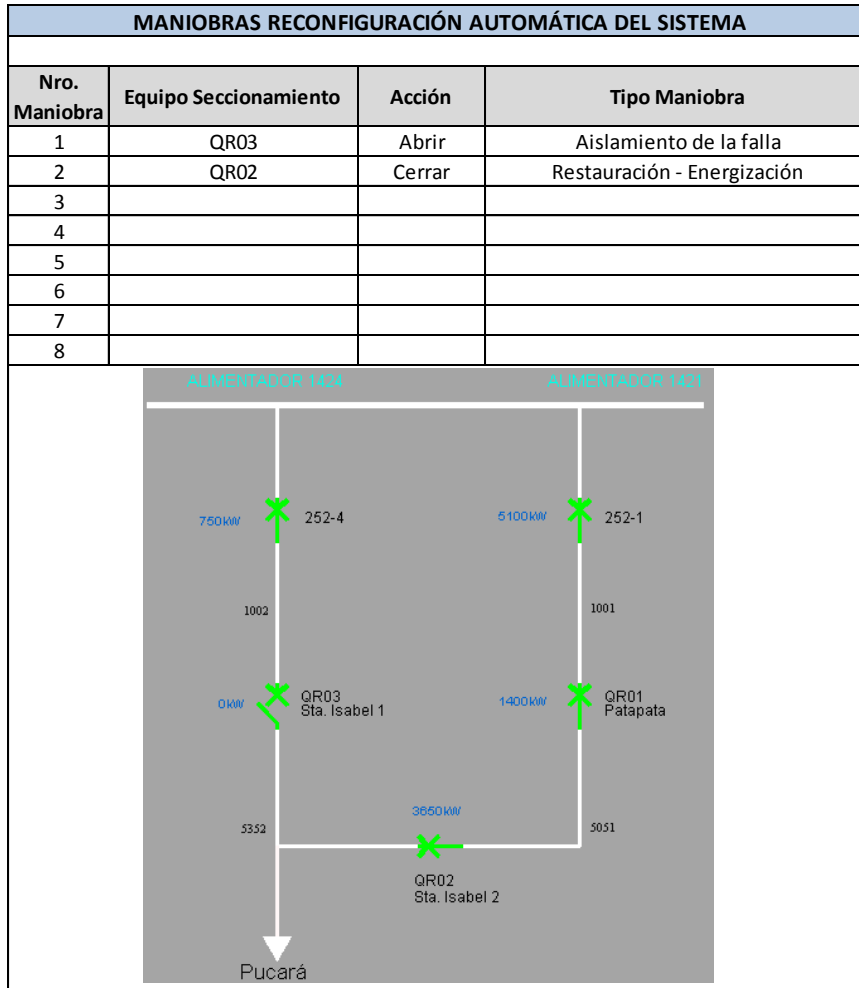 MANIOBRAS RECONFIGURACIÓN AUTOMÁTICA DEL SISTEMA
Nro. Maniobra Equipo Seccionamiento Acción Tipo Maniobra
1 QR03 Abrir Aislamiento de la falla
2 QR02 Cerrar Restauración - Energización
3
4
5
6
7
8
ALIMENTADOR 1424 ALIMENTADOR 1421
750kW 252-4 5100kW 252-1
1002 1001
0kW QR03 1400kW QR01
Sta. Isabel 1 Patapata
3650kW
5352 5051
QR02
Sta. Isabel 2
Pucará